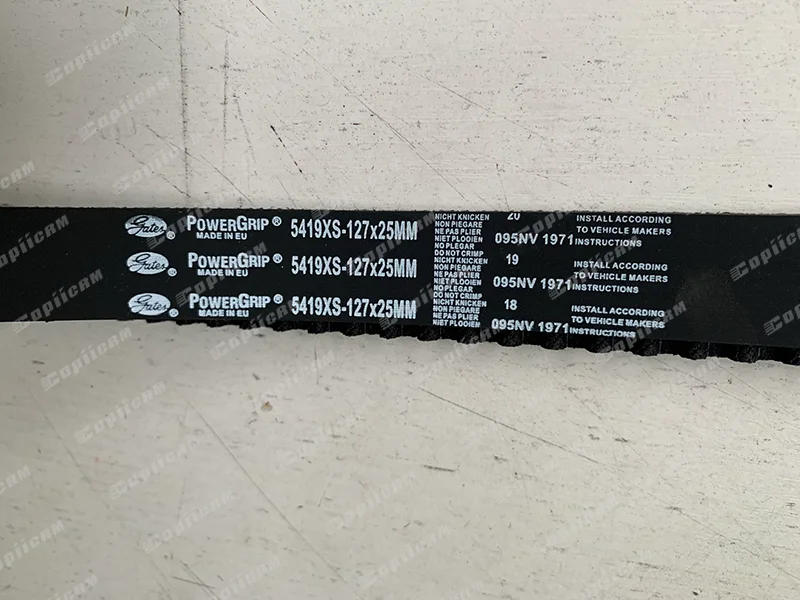 Gates® POWERGRIP® 5419XS-127x25MM
MADE IN EU
NICHT KNICKEN
NON PIEGARE
NE PAS PLIER
NIET PLOOIEN
NO PLEGAR
20
095NV 1971
INSTALL ACCORDING
TO VEHICLE MAKERS
INSTRUCTIONS
Gates® POWERGRIP® 5419XS-127x25MM
MADE IN EU
DO NOT CRIMP
NICHT KNICKEN
NON PIEGARE
NE PAS PLIER
NIET PLOOIEN
NO PLEGAR
19
095NV 1971
INSTALL ACCORDING
TO VEHICLE MAKERS
INSTRUCTIONS
Gates® POWERGRIP® 5419XS-127x25MM
MADE IN EU
DO NOT CRIMP
NICHT KNICKEN
NON PIEGARE
NE PAS PLIER
NIET PLOOIEN
18
095NV 1971
INSTALL ACCORDING
TO VEHICLE MAKERS
INSTRUCTIONS
Copiicam